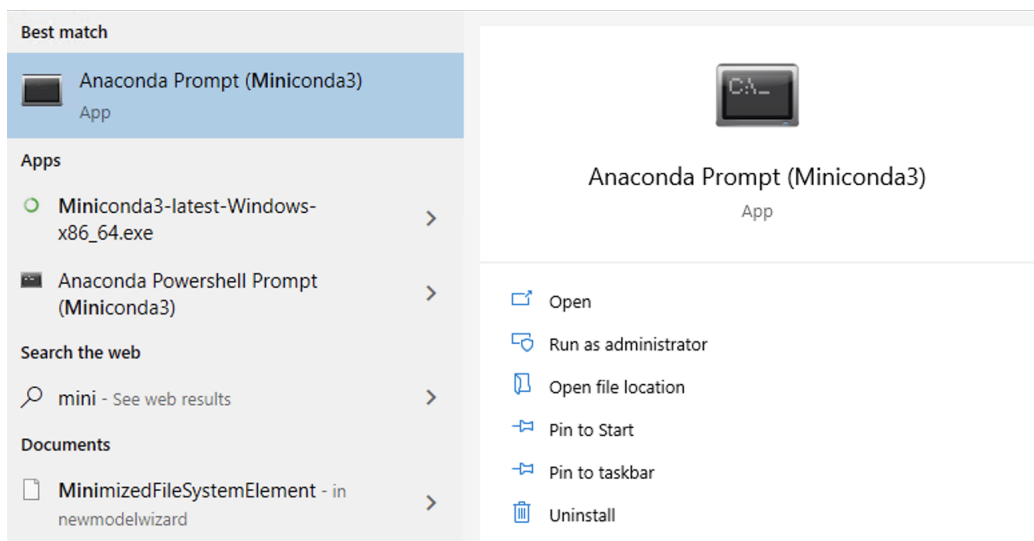 Best match
Anaconda Prompt (Miniconda3)
App
Apps
Miniconda3-latest-Windows-
x86_64.exe
Anaconda Powershell Prompt
(Miniconda3)
Search the web
mini - See web results
Documents
MinimizedFileSystemElement - in
newmodelwizard
C:\_
Anaconda Prompt (Miniconda3)
App
Open
Run as administrator
Open file location
Pin to Start
Pin to taskbar
Uninstall